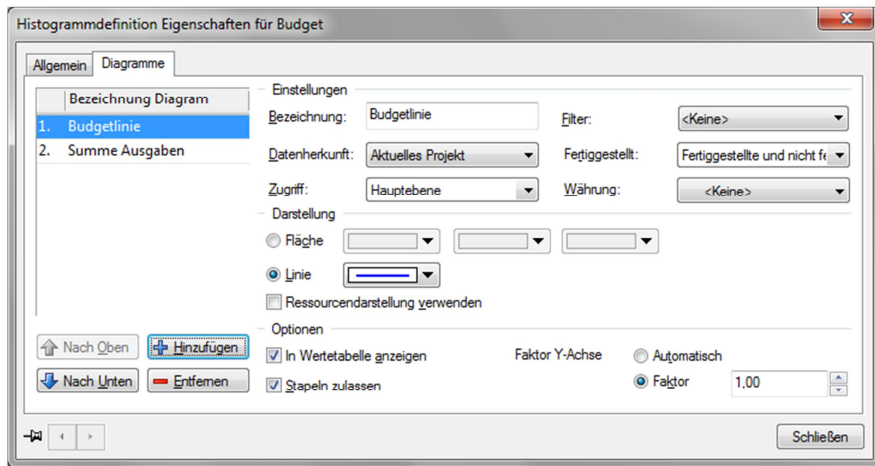 Histogrammdefinition Eigenschaften für Budget
Allgemein Diagramme
Bezeichnung Diagram
1. Budgetlinie
2. Summe Ausgaben
Nach Oben Hinzufügen
Nach Unten Entfernen
Einstellungen
Bezeichnung: Budgetlinie Filter: <Keine>
Datenherkunft: Aktuelles Projekt Fertiggestellt: Fertiggestellte und nicht fe
Zugriff: Hauptebene Währung: <Keine>
Darstellung
Fläche
Linie
Ressourcendarstellung verwenden
Optionen
In Wertetabelle anzeigen Faktor Y-Achse Automatisch
Stapeln zulassen Faktor 1,00
Schließen